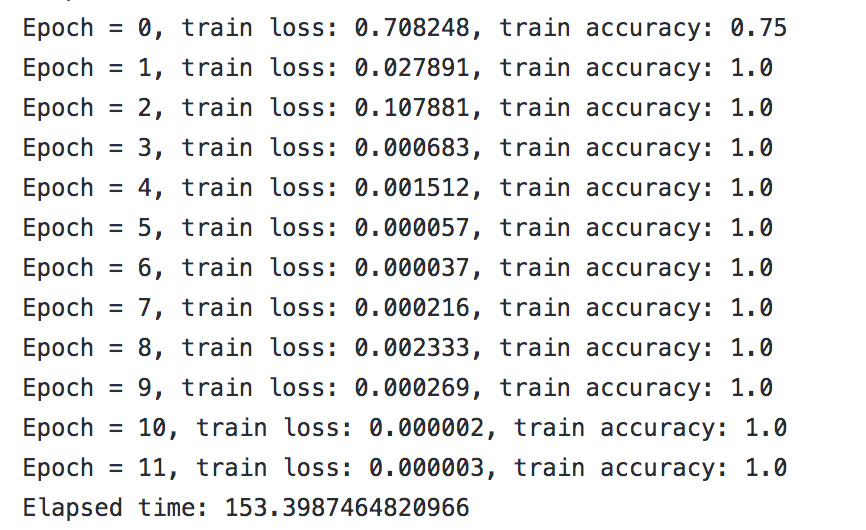 Epoch = 0, train loss: 0.708248, train accuracy: 0.75
Epoch = 1, train loss: 0.027891, train accuracy: 1.0
Epoch = 2, train loss: 0.107881, train accuracy: 1.0
Epoch = 3, train loss: 0.000683, train accuracy: 1.0
Epoch = 4, train loss: 0.001512, train accuracy: 1.0
Epoch = 5, train loss: 0.000057, train accuracy: 1.0
Epoch = 6, train loss: 0.000037, train accuracy: 1.0
Epoch = 7, train loss: 0.000216, train accuracy: 1.0
Epoch = 8, train loss: 0.002333, train accuracy: 1.0
Epoch = 9, train loss: 0.000269, train accuracy: 1.0
Epoch = 10, train loss: 0.000002, train accuracy: 1.0
Epoch = 11, train loss: 0.000003, train accuracy: 1.0
Elapsed time: 153.3987464820966